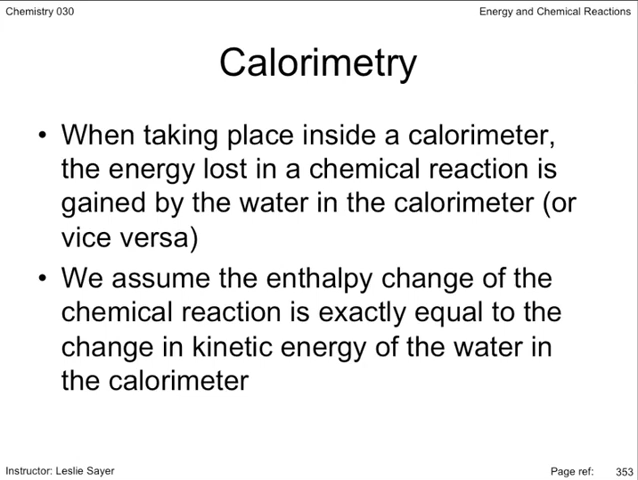 Chemistry 030
Energy and Chemical Reactions
Calorimetry
• When taking place inside a calorimeter,
the energy lost in a chemical reaction is
gained by the water in the calorimeter (or
vice versa)
• We assume the enthalpy change of the
chemical reaction is exactly equal to the
change in kinetic energy of the water in
the calorimeter
Instructor: Leslie Sayer
Page ref: 353